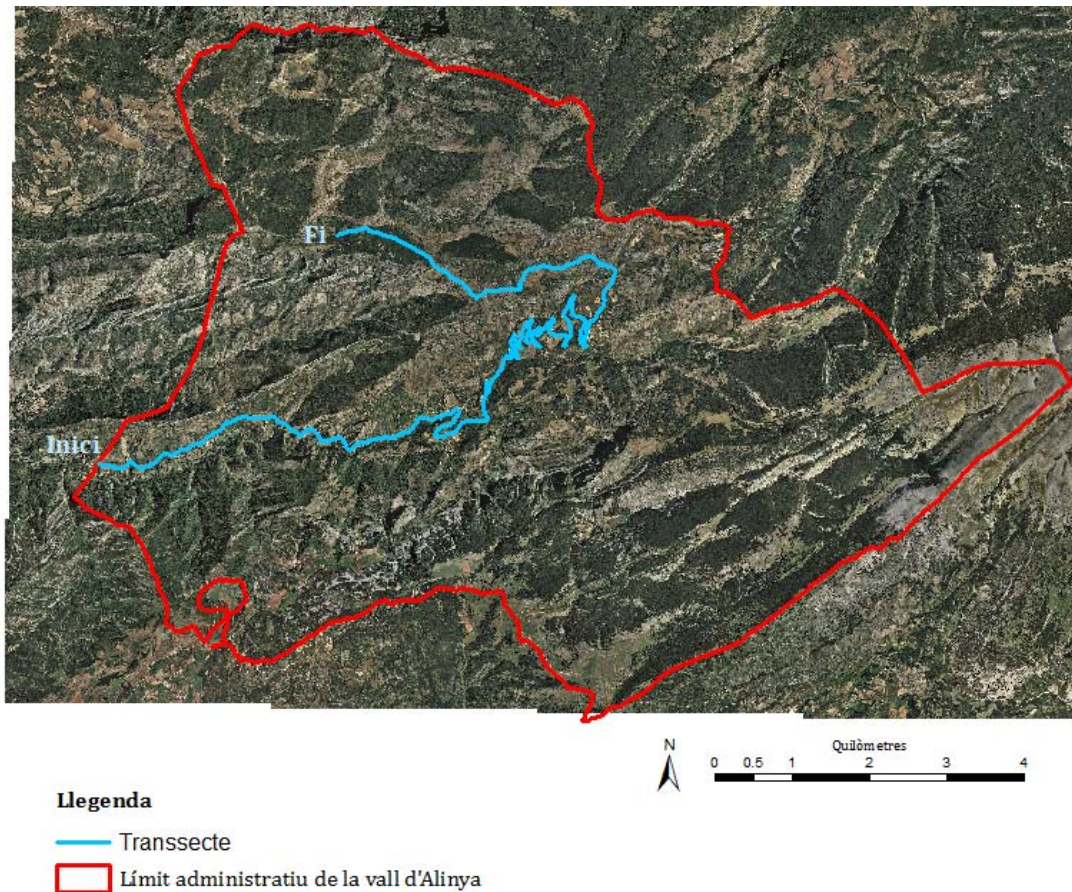 Fi
Inici
N
Quilòmetres
0 0.5 1 2 3 4
Llegenda
Transsecte
Límit administratiu de la vall d'Alinya